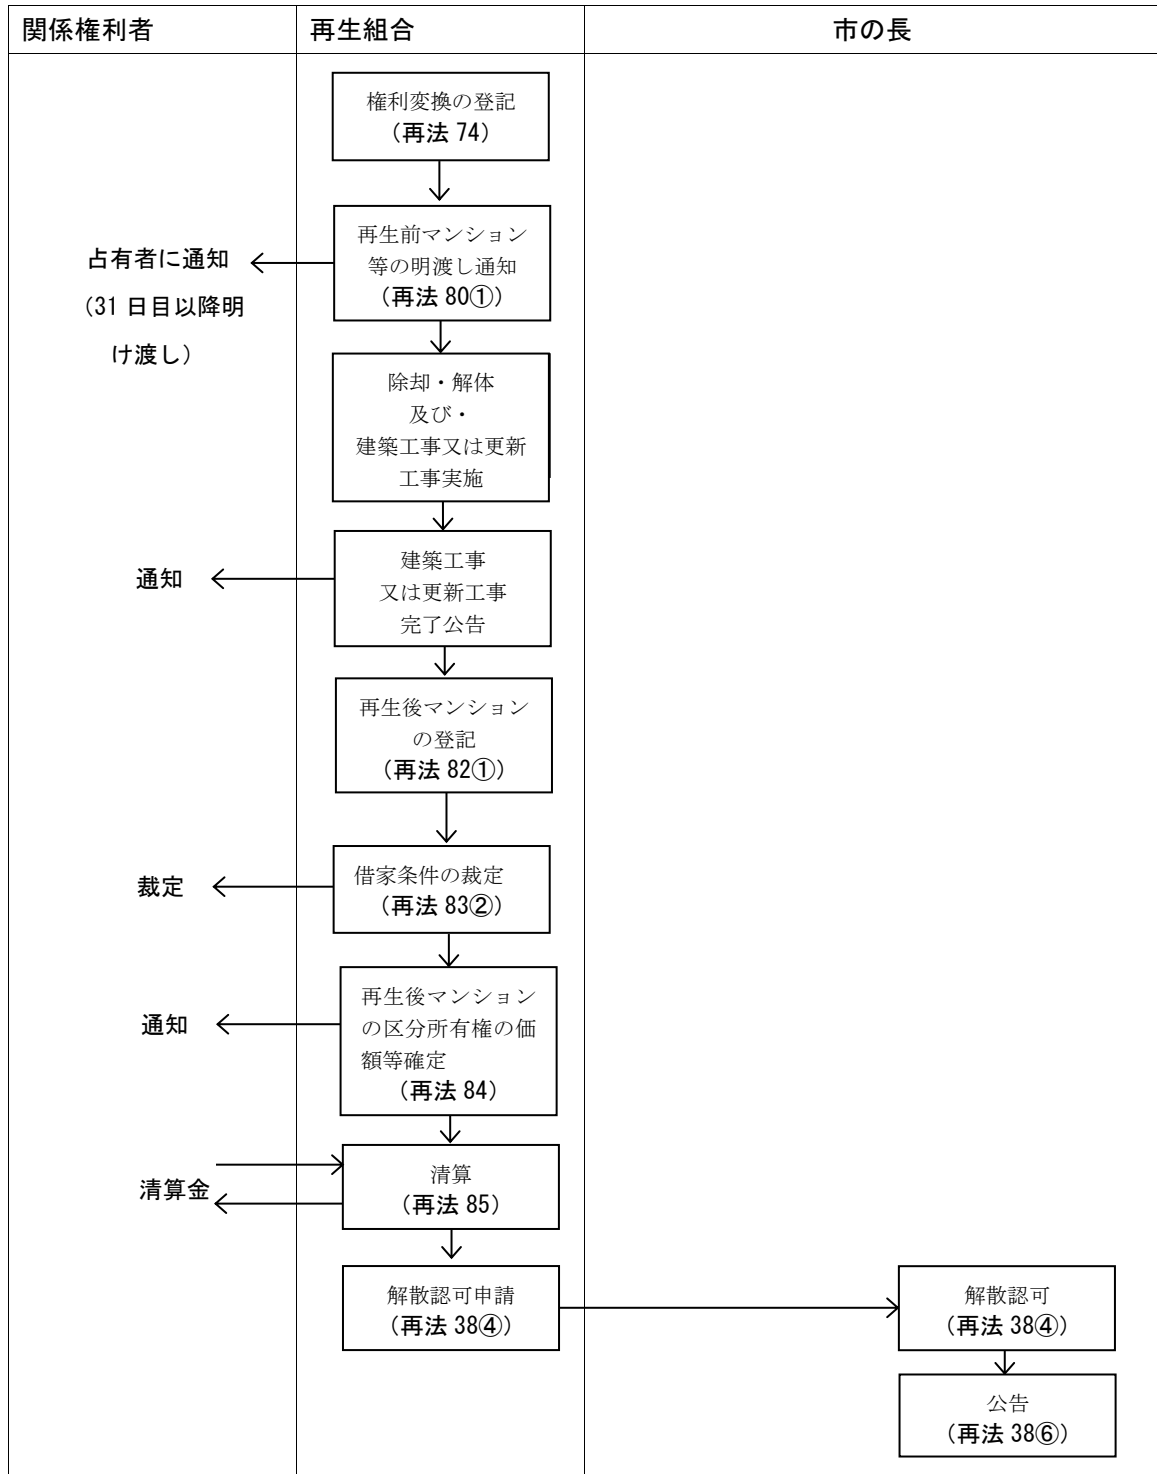 関係権利者
再生組合
市の長
権利変換の登記
(再法 74)
再生前マンション
等の明渡し通知
(再法 80①)
占有者に通知
(31 日目以降明
け渡し)
除却・解体
及び・
建築工事又は更新
工事実施
建築工事
又は更新工事
完了公告
通知
再生後マンション
の登記
(再法 82①)
借家条件の裁定
(再法 83②)
裁定
再生後マンション
の区分所有権の価
額等確定
(再法 84)
通知
清算
(再法 85)
清算金
解散認可申請
(再法 38④)
解散認可
(再法 38④)
公告
(再法 38⑥)